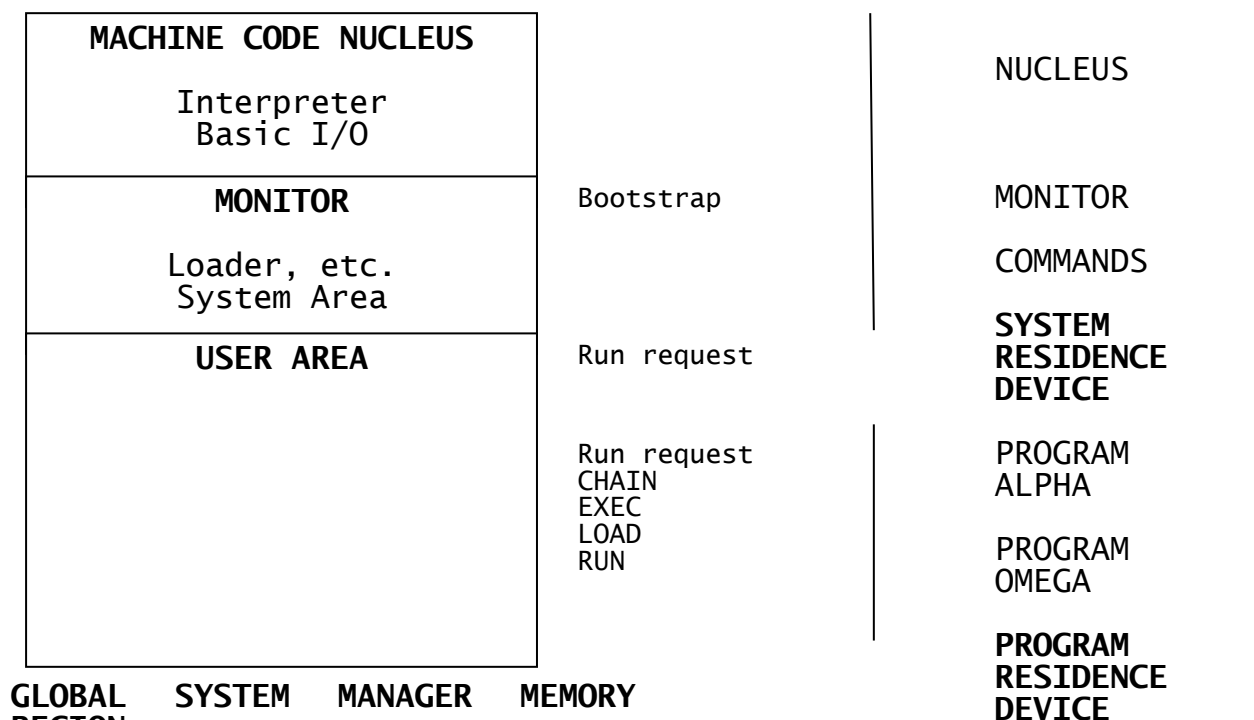 MACHINE CODE NUCLEUS
Interpreter
Basic I/O
MONITOR
Loader, etc.
System Area
USER AREA
Bootstrap
Run request
Run request
CHAIN
EXEC
LOAD
RUN
NUCLEUS
MONITOR
COMMANDS
SYSTEM
RESIDENCE
DEVICE
PROGRAM
ALPHA
PROGRAM
OMEGA
PROGRAM
RESIDENCE
DEVICE
GLOBAL SYSTEM MANAGER MEMORY
REGION